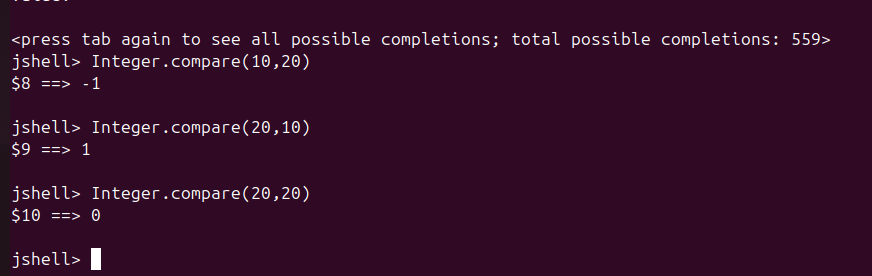 <press tab again to see all possible completions; total possible completions: 559>
jshell> Integer.compare(10,20)
$8 ==> -1
jshell> Integer.compare(20,10)
$9 ==> 1
jshell> Integer.compare(20,20)
$10 ==> 0
jshell>